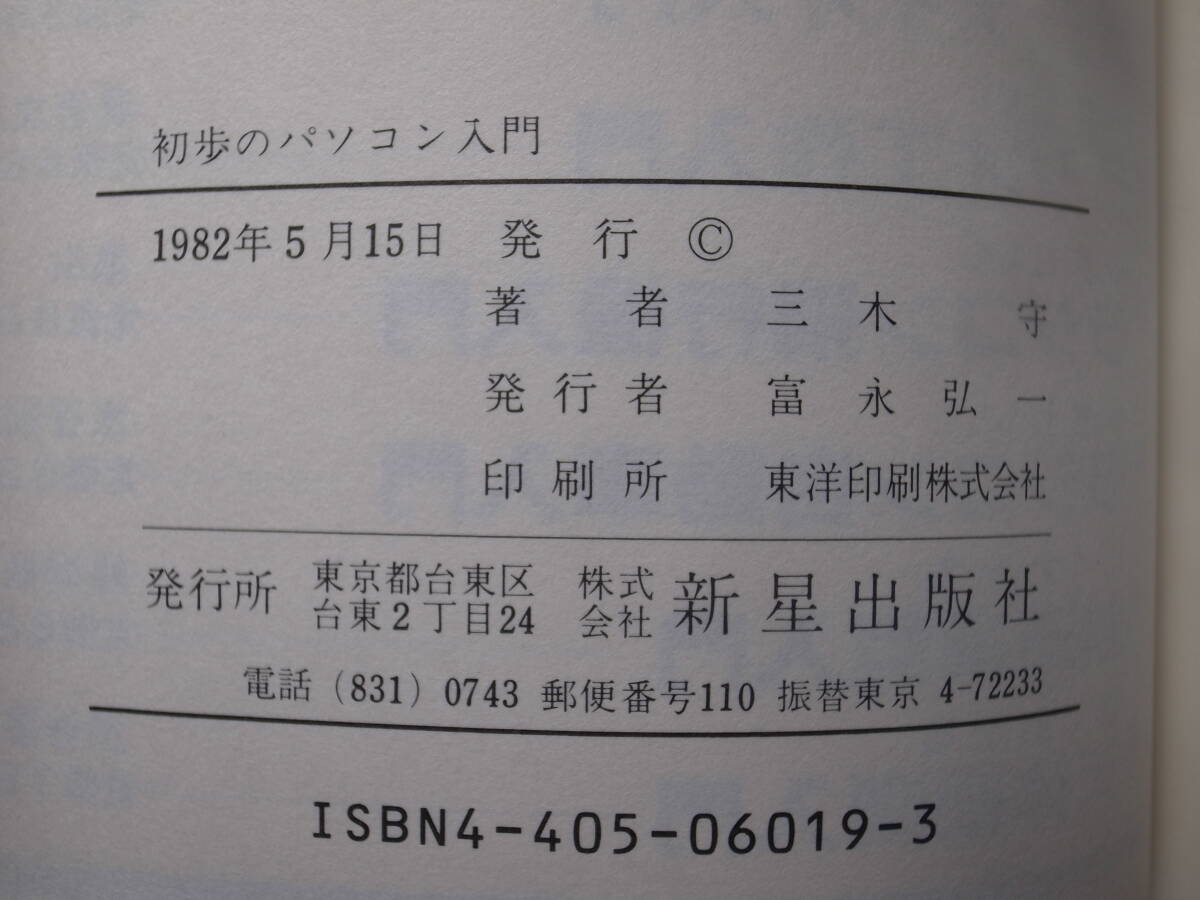 初歩のパソコン入門
1982年5月15日 発行 ©
著者 三木守
発行者 富永弘一
印刷所 東洋印刷株式会社
発行所 東京都台東区台東2丁目24 株式会社 新星出版社
電話 (831) 0743 郵便番号110 振替東京 4-72233
ISBN4-405-06019-3